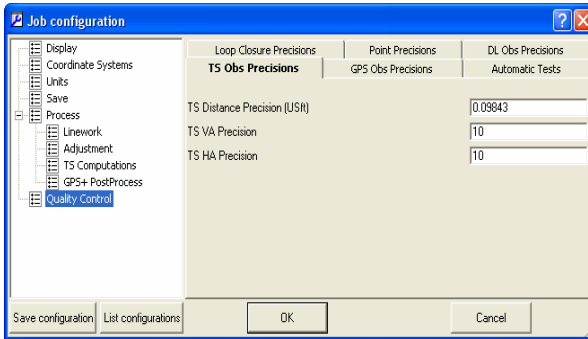 Job configuration
Display
Coordinate Systems
Units
Save
Process
Linework
Adjustment
TS Computations
GPS+ PostProcess
Quality Control
Loop Closure Precisions
Point Precisions
DL Obs Precisions
TS Obs Precisions
GPS Obs Precisions
Automatic Tests
TS Distance Precision (USft)
0.09843
TS VA Precision
10
TS HA Precision
10
Save configuration
List configurations
OK
Cancel